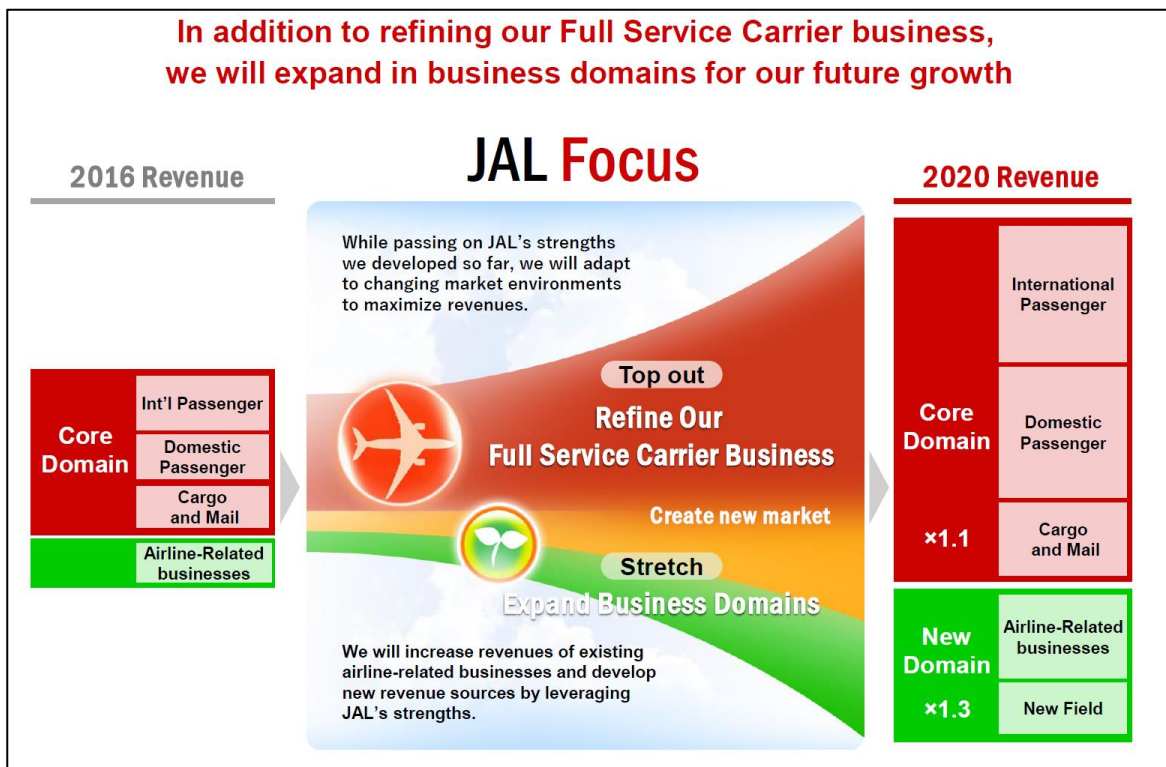 In addition to refining our Full Service Carrier business,
we will expand in business domains for our future growth
2016 Revenue
JAL Focus
2020 Revenue
Core
Domain
Int'l Passenger
Domestic
Passenger
Cargo
and Mail
Airline-Related
businesses
While passing on JAL's strengths
we developed so far, we will adapt
to changing market environments
to maximize revenues.
Top out
Refine Our
Full Service Carrier Business
Create new market
Stretch
Expand Business Domains
We will increase revenues of existing
airline-related businesses and develop
new revenue sources by leveraging
JAL's strengths.
Core
Domain
×1.1
International
Passenger
Domestic
Passenger
Cargo
and Mail
New
Domain
×1.3
Airline-Related
businesses
New Field